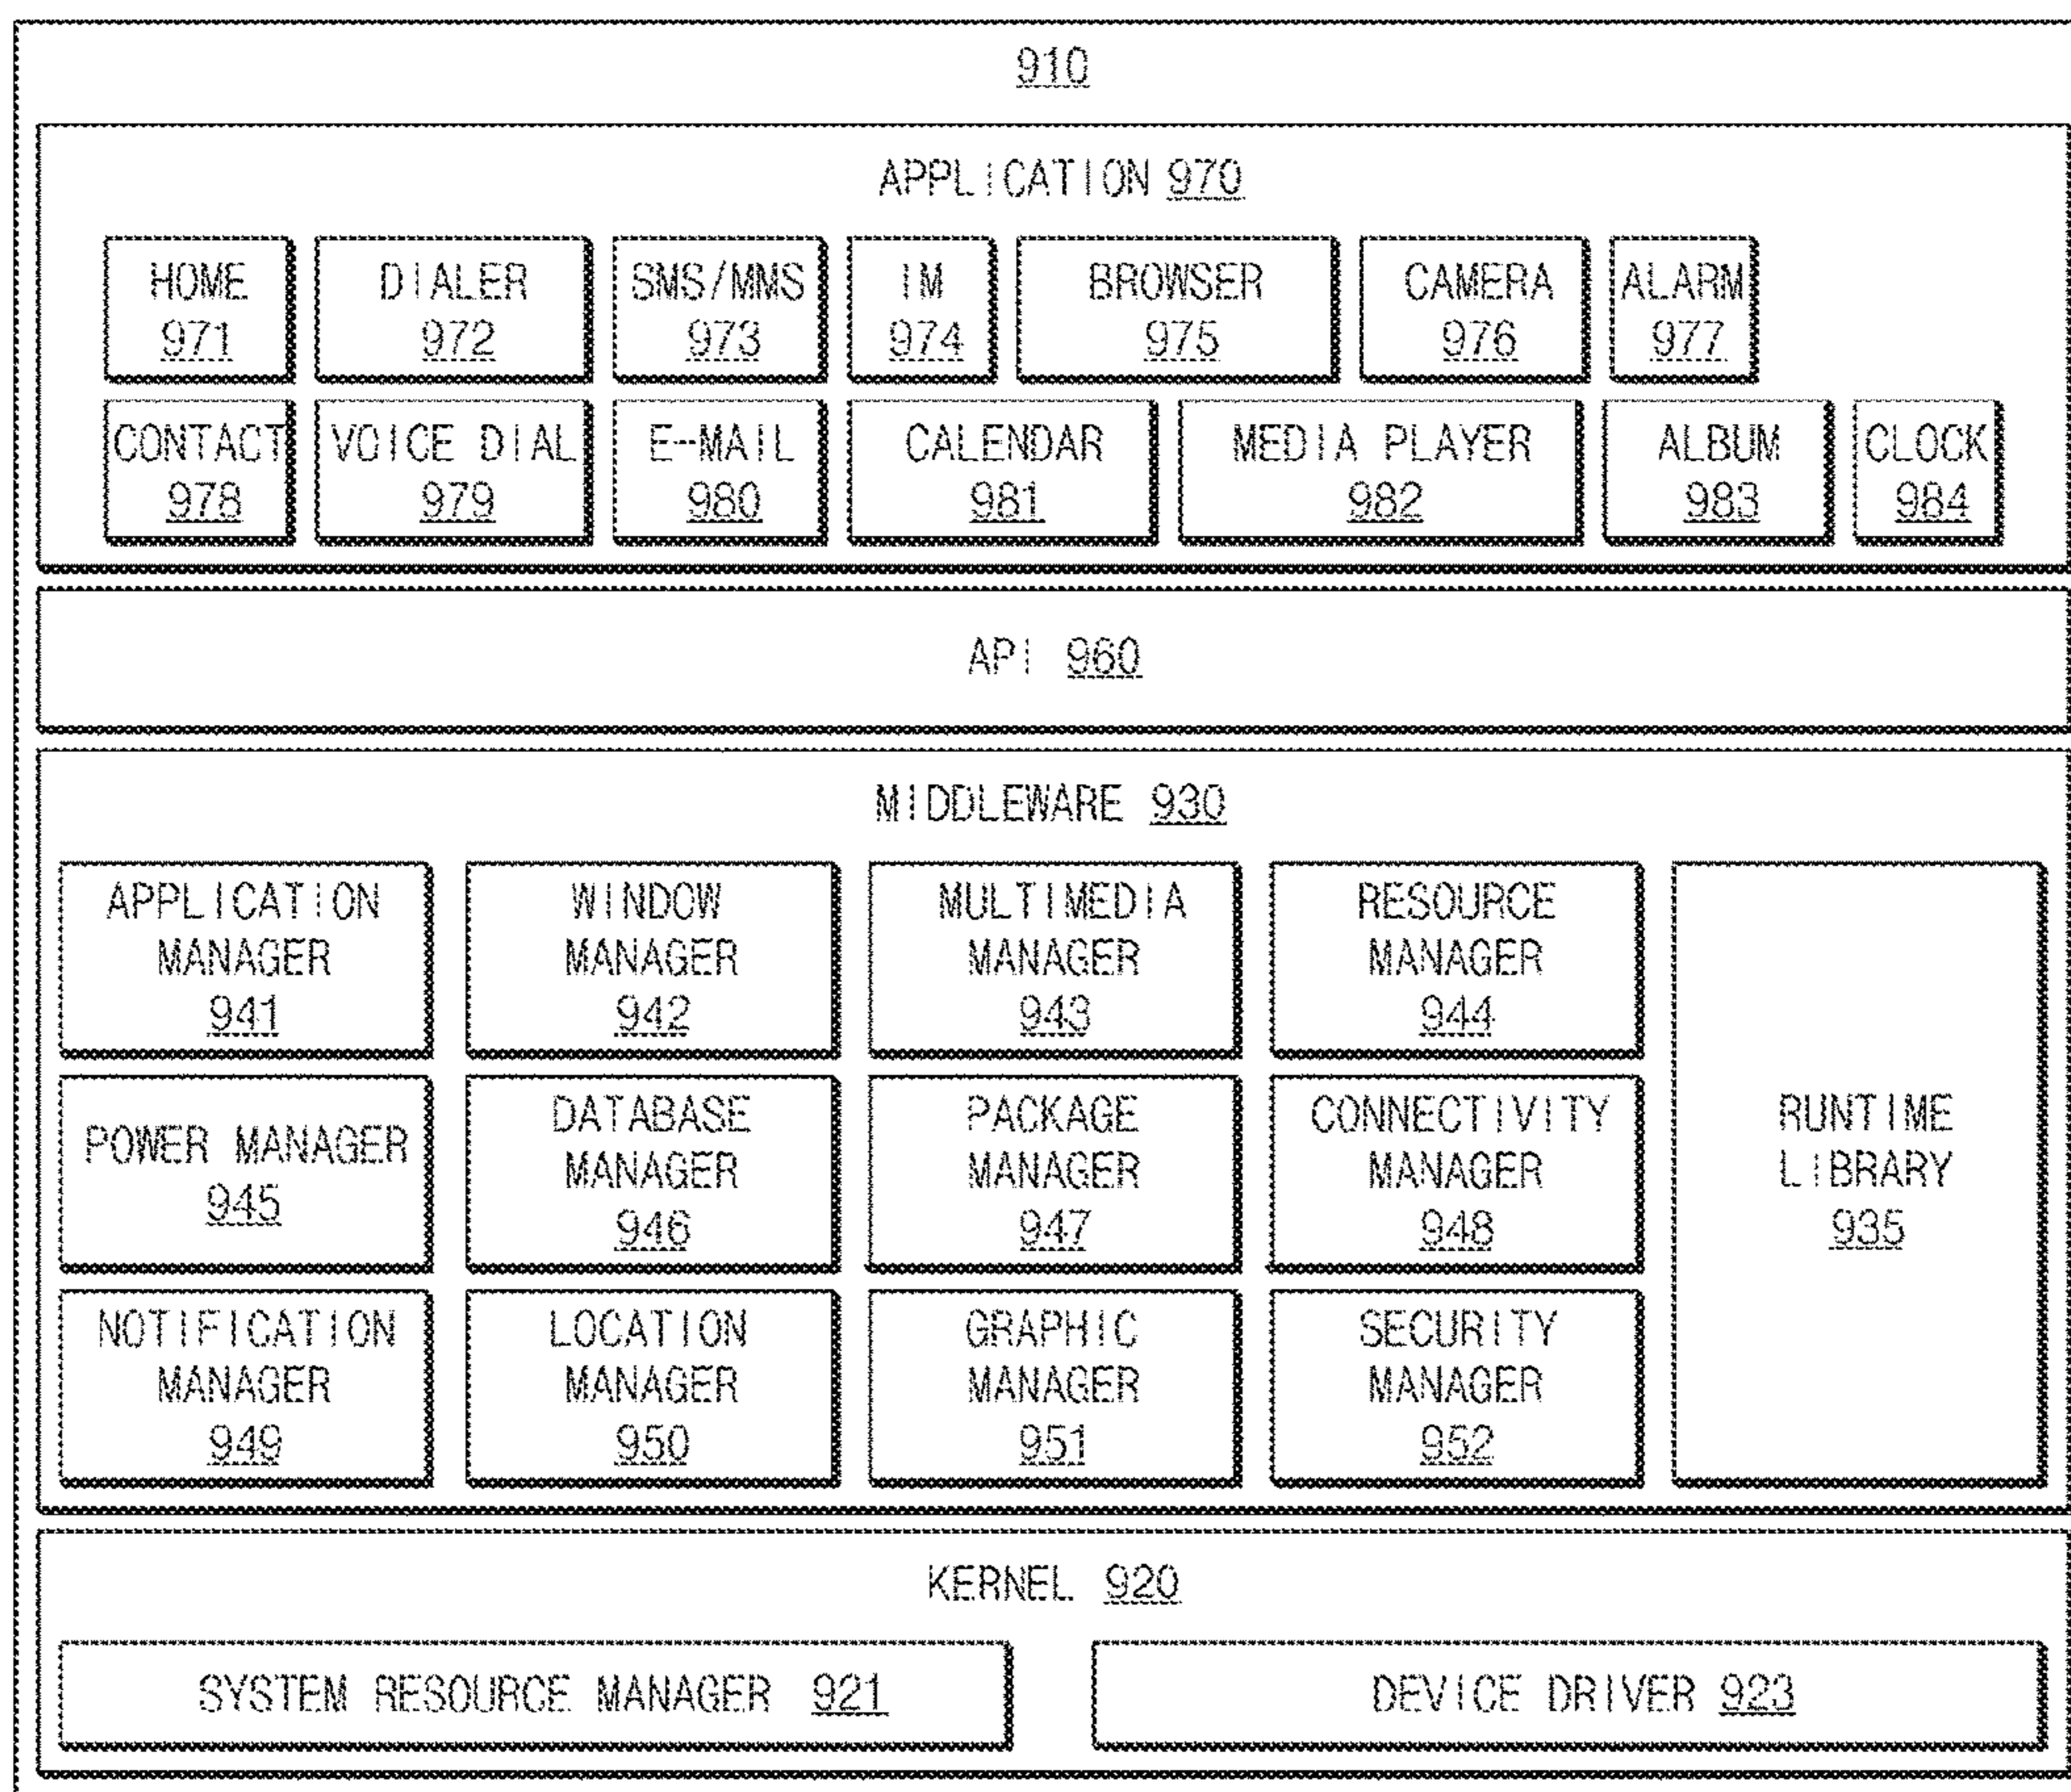 910
APPLICATION 970
HOME DIALER SMS/MMS IM BROWSER CAMERA ALARM
971 972 973 974 975 976 977
CONTACT VOICE DIAL E-MAIL CALENDAR MEDIA PLAYER ALBUM CLOCK
978 979 980 981 982 983 984
API 960
MIDDLEWARE 930
APPLICATION MANAGER 941
WINDOW MANAGER 942
MULTIMEDIA MANAGER 943
RESOURCE MANAGER 944
POWER MANAGER 945
DATABASE MANAGER 946
PACKAGE MANAGER 947
CONNECTIVITY MANAGER 948
RUNTIME LIBRARY 935
NOTIFICATION MANAGER 949
LOCATION MANAGER 950
GRAPHIC MANAGER 951
SECURITY MANAGER 952
KERNEL 920
SYSTEM RESOURCE MANAGER 921
DEVICE DRIVER 923